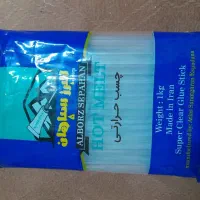 البرز سپاهان
ALBORZ SEPAHAN
HOT MELT
چسب حرارتی
Weight : 1kg
Made in Iran
Super Clear Glue Stick